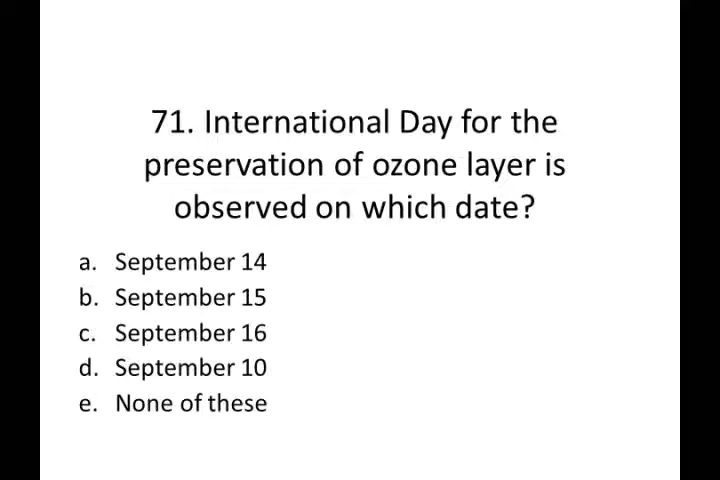 71. International Day for the
preservation of ozone layer is
observed on which date?
a. September 14
b. September 15
c. September 16
d. September 10
e. None of these